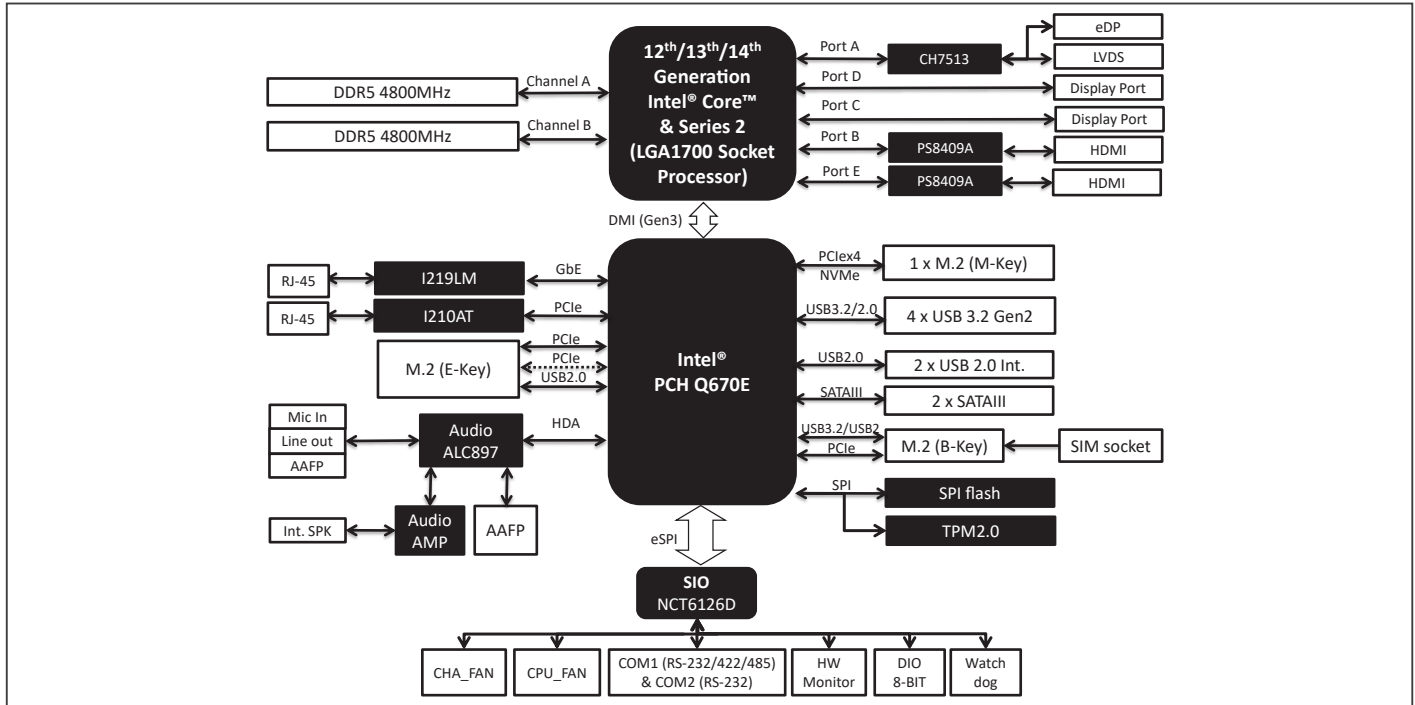 12th/13th/14th
Generation
Intel® Core™
& Series 2
(LGA1700 Socket
Processor)
DDR5 4800MHz
Channel A
DDR5 4800MHz
Channel B
Port A
CH7513
eDP
LVDS
Port D
Display Port
Port C
Display Port
Port B
PS8409A
HDMI
Port E
PS8409A
HDMI
DMI (Gen3)
Intel®
PCH Q670E
RJ-45
I219LM
GbE
RJ-45
I210AT
PCIe
M.2 (E-Key)
PCIe
PCIe
USB2.0
Mic In
Line out
AAFP
Audio
ALC897
HDA
Int. SPK
Audio
AMP
AAFP
PCIex4
NVMe
1 x M.2 (M-Key)
USB3.2/2.0
4 x USB 3.2 Gen2
USB2.0
2 x USB 2.0 Int.
SATAIII
2 x SATAIII
USB3.2/USB2
PCIe
M.2 (B-Key)
SIM socket
SPI
SPI flash
TPM2.0
eSPI
SIO
NCT6126D
CHA_FAN
CPU_FAN
COM1 (RS-232/422/485)
& COM2 (RS-232)
HW
Monitor
DIO
8-BIT
Watch
dog